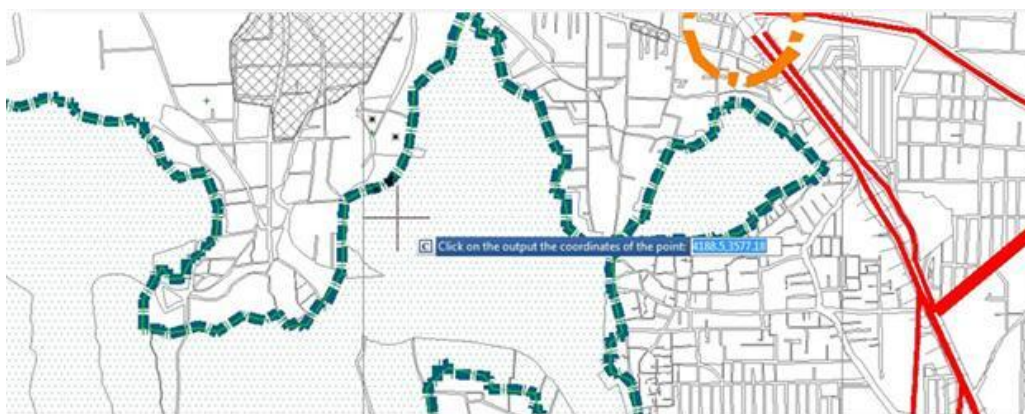 Click on the output the coordinates of the point: 4188.5,3577.18